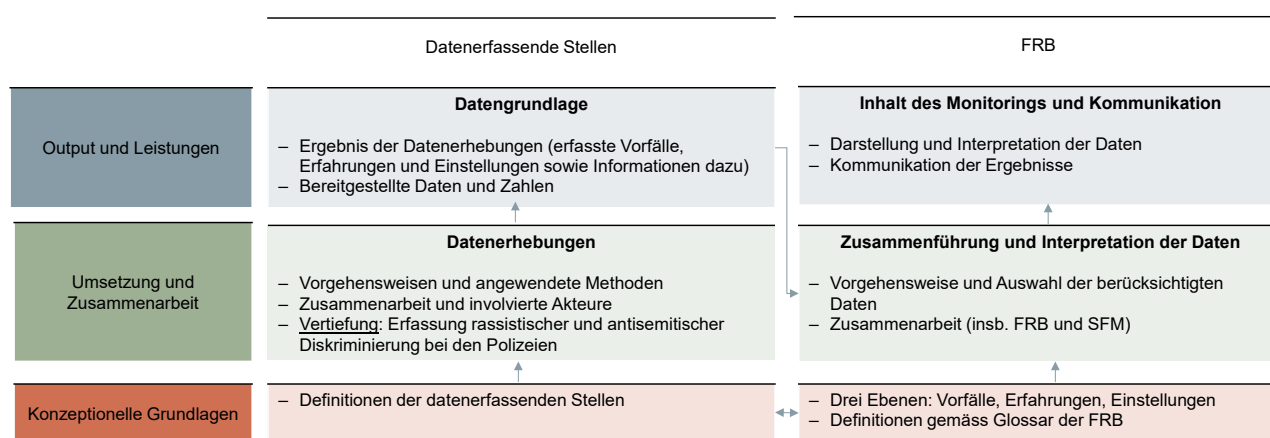 Datenerfassende Stellen
FRB
Output und Leistungen
Datengrundlage
– Ergebnis der Datenerhebungen (erfasste Vorfälle,
Erfahrungen und Einstellungen sowie Informationen dazu)
– Bereitgestellte Daten und Zahlen
Inhalt des Monitorings und Kommunikation
– Darstellung und Interpretation der Daten
– Kommunikation der Ergebnisse
Umsetzung und
Zusammenarbeit
Datenerhebungen
– Vorgehensweisen und angewendete Methoden
– Zusammenarbeit und involvierte Akteure
– Vertiefung: Erfassung rassistischer und antisemitischer
Diskriminierung bei den Polizeien
Zusammenführung und Interpretation der Daten
– Vorgehensweise und Auswahl der berücksichtigten
Daten
– Zusammenarbeit (insb. FRB und SFM)
Konzeptionelle Grundlagen
– Definitionen der datenerfassenden Stellen
– Drei Ebenen: Vorfälle, Erfahrungen, Einstellungen
– Definitionen gemäss Glossar der FRB